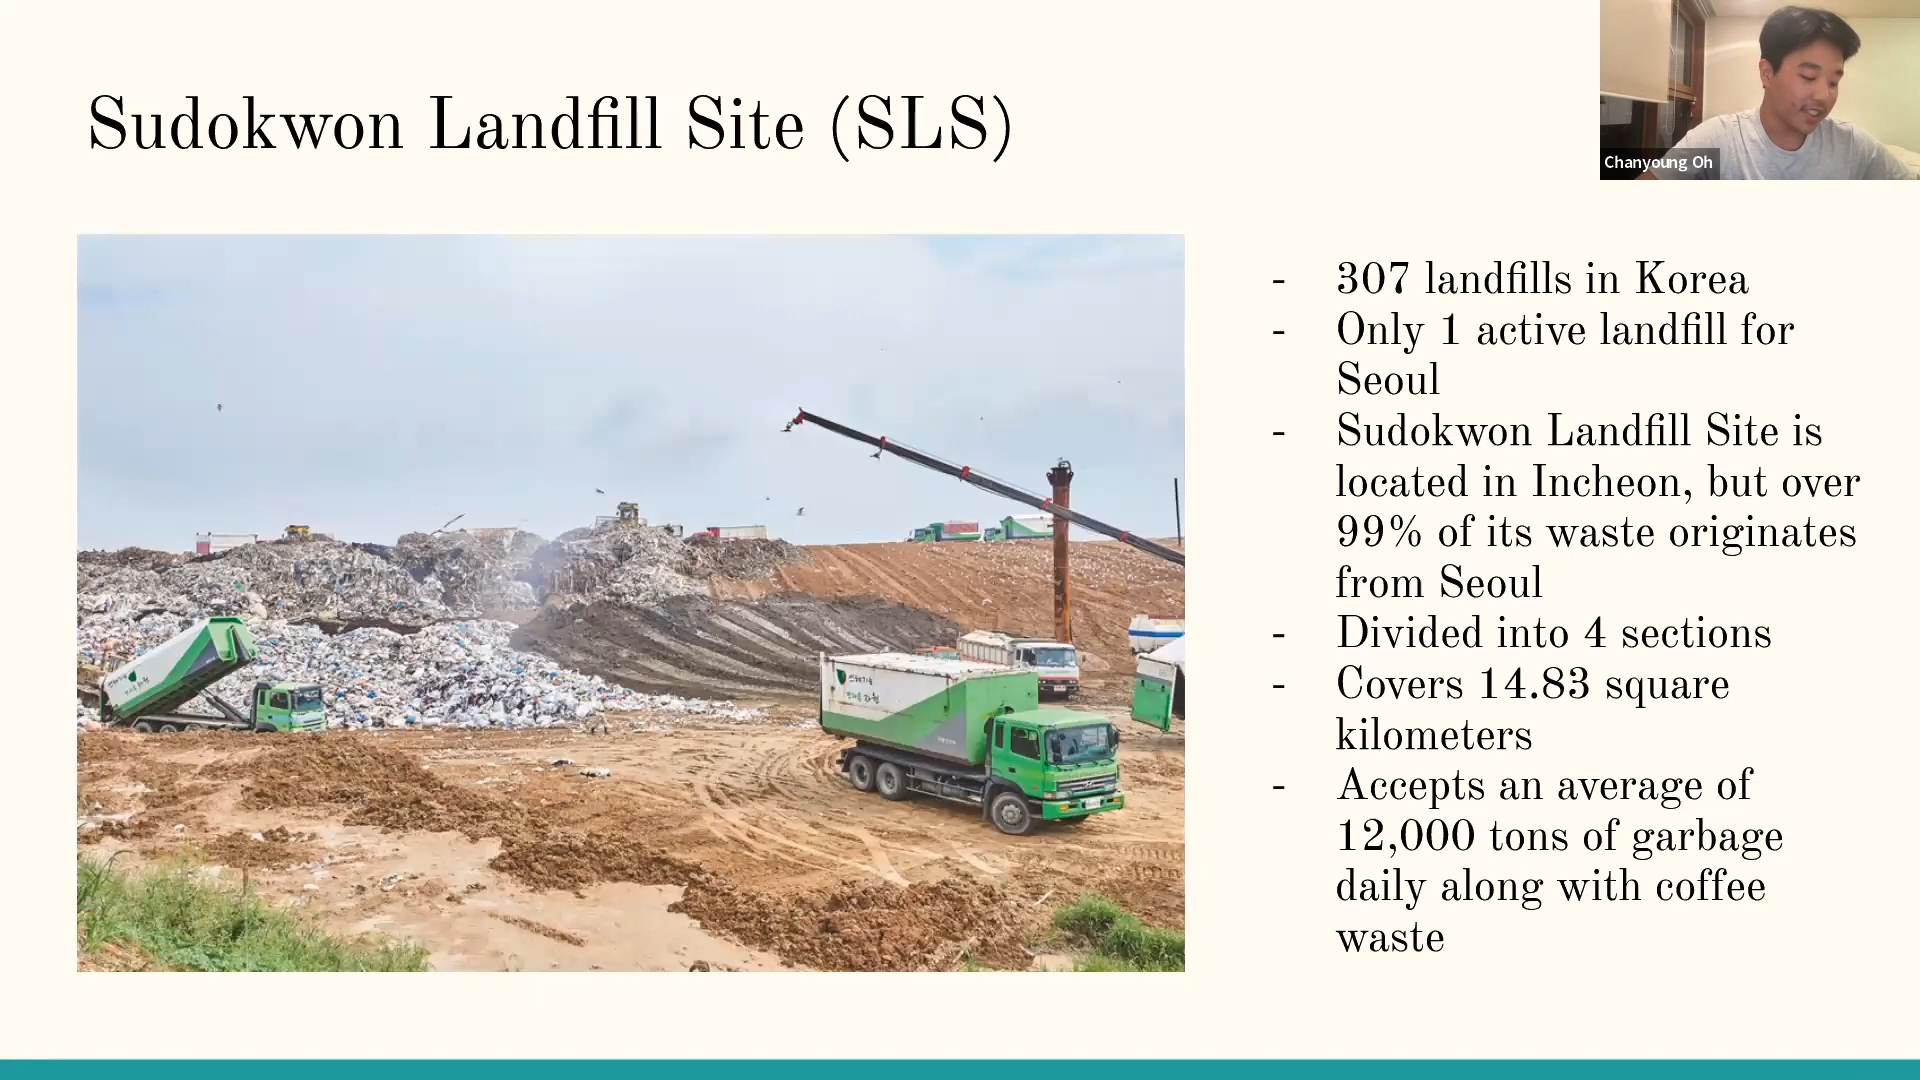 Sudokwon Landfill Site (SLS)
Chanyoung Oh
- 307 landfills in Korea
- Only 1 active landfill for
Seoul
- Sudokwon Landfill Site is
located in Incheon, but over
99% of its waste originates
from Seoul
- Divided into 4 sections
- Covers 14.83 square
kilometers
- Accepts an average of
12,000 tons of garbage
daily along with coffee
waste